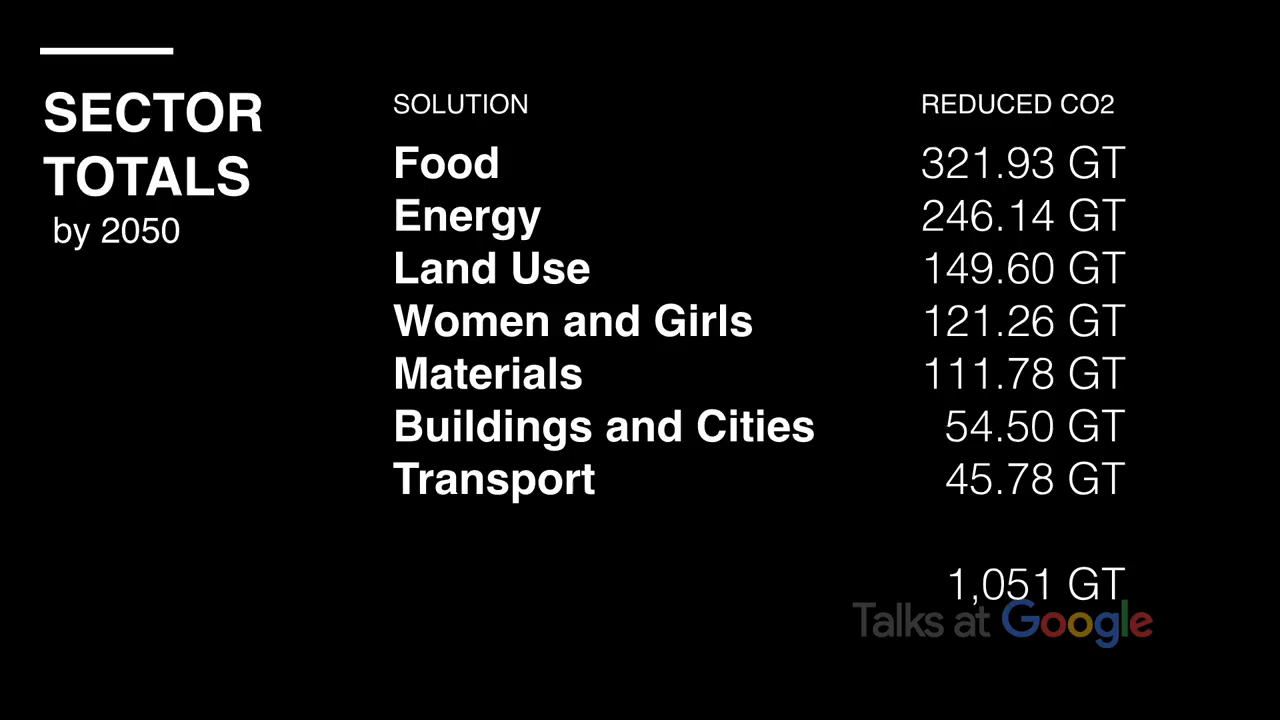 SECTOR
TOTALS
by 2050
SOLUTION REDUCED CO2
Food 321.93 GT
Energy 246.14 GT
Land Use 149.60 GT
Women and Girls 121.26 GT
Materials 111.78 GT
Buildings and Cities 54.50 GT
Transport 45.78 GT
1,051 GT
Talks at Google